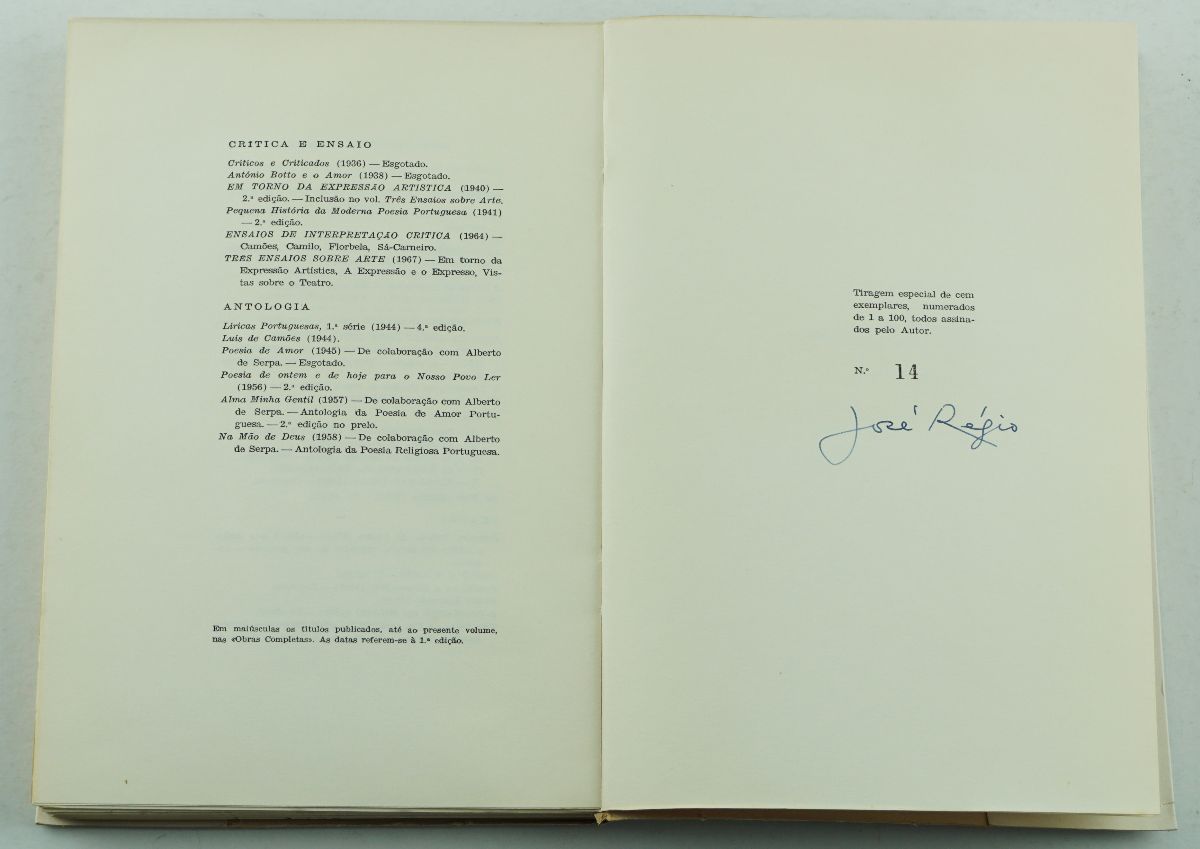 CRITICA E ENSAIO
Críticos e Criticados (1936) — Esgotado.
António Botto e o Amor (1938) — Esgotado.
EM TORNO DA EXPRESSÃO ARTISTICA (1940) —
2.ª edição. — Inclusão no vol. Três Ensaios sobre Arte.
Pequena História da Moderna Poesia Portuguesa (1941)
— 2.ª edição.
ENSAIOS DE INTERPRETAÇÃO CRITICA (1964) —
Camões, Camilo, Florbela, Sá-Carneiro.
TRES ENSAIOS SOBRE ARTE (1967) — Em torno da
Expressão Artística, A Expressão e o Expresso, Vis-
tas sobre o Teatro.
ANTOLOGIA
Líricas Portuguesas, 1.ª série (1944) — 4.ª edição.
Luís de Camões (1944).
Poesia de Amor (1945) — De colaboração com Alberto
de Serpa. — Esgotado.
Poesia de ontem e de hoje para o Nosso Povo Ler
(1956) — 2.ª edição.
Alma Minha Gentil (1957) — De colaboração com Alberto
de Serpa. — Antologia da Poesia de Amor Portu-
guesa. — 2.ª edição no prelo.
Na Mão de Deus (1958) — De colaboração com Alberto
de Serpa. — Antologia da Poesia Religiosa Portuguesa.
Em maiúsculas os títulos publicados, até ao presente volume,
nas «Obras Completas». As datas referem-se à 1.ª edição.
Tiragem especial de cem
exemplares, numerados
de 1 a 100, todos assina-
dos pelo Autor.
N.º 14
José Régio